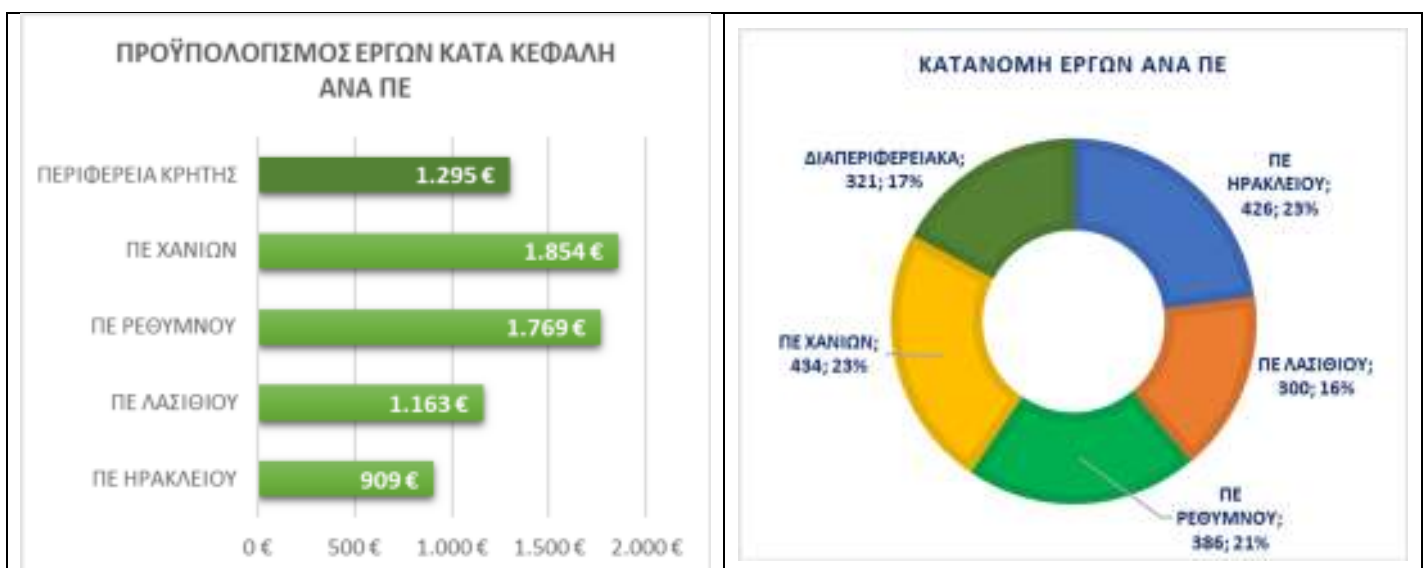 ΠΡΟΫΠΟΛΟΓΙΣΜΟΣ ΕΡΓΩΝ ΚΑΤΑ ΚΕΦΑΛΗ
ΑΝΑ ΠΕ
ΠΕΡΙΦΕΡΕΙΑ ΚΡΗΤΗΣ
1.295 €
ΠΕ ΧΑΝΙΩΝ
1.854 €
ΠΕ ΡΕΘΥΜΝΟΥ
1.769 €
ΠΕ ΛΑΣΙΘΙΟΥ
1.163 €
ΠΕ ΗΡΑΚΛΕΙΟΥ
909 €
0 € 500 € 1.000 € 1.500 € 2.000 €
ΚΑΤΑΝΟΜΗ ΕΡΓΩΝ ΑΝΑ ΠΕ
ΔΙΑΠΕΡΙΦΕΡΕΙΑΚΑ;
321; 17%
ΠΕ
ΗΡΑΚΛΕΙΟΥ;
426; 23%
ΠΕ ΧΑΝΙΩΝ;
434; 23%
ΠΕ ΛΑΣΙΘΙΟΥ;
300; 16%
ΠΕ
ΡΕΘΥΜΝΟΥ;
386; 21%